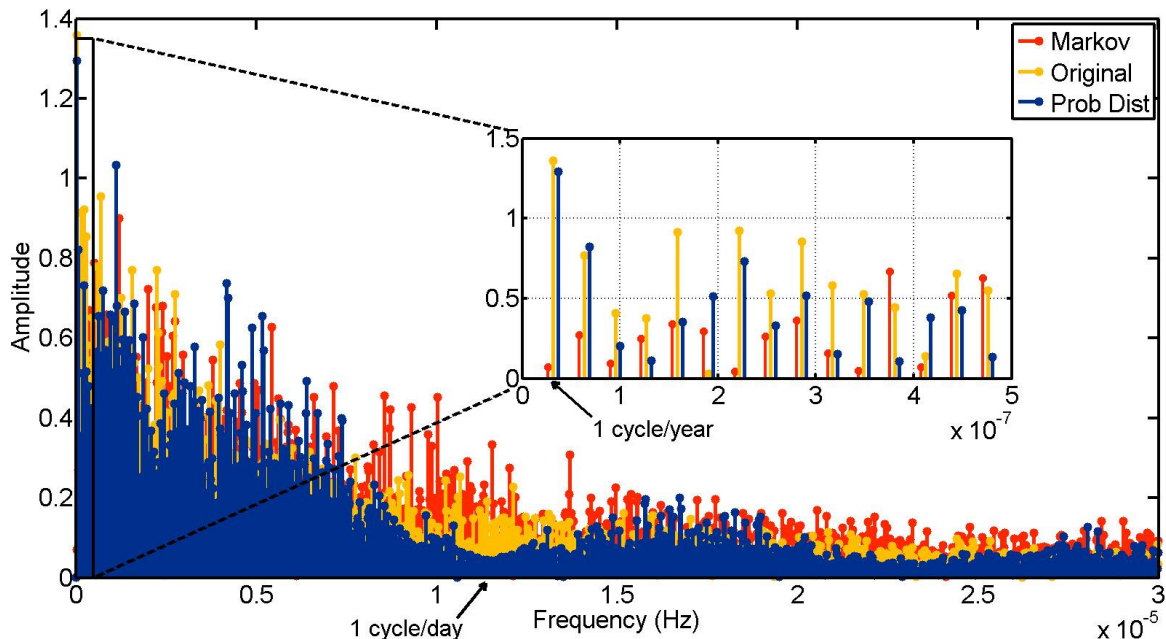 1.4
1.2
1
0.8
0.6
0.4
0.2
0
Amplitude
Markov
Original
Prob Dist
1.5
1
0.5
0
0 1 2 3 4 5
x 10⁻⁷
1 cycle/year
0 0.5 1 1.5 2 2.5 3
x 10⁻⁵
1 cycle/day
Frequency (Hz)